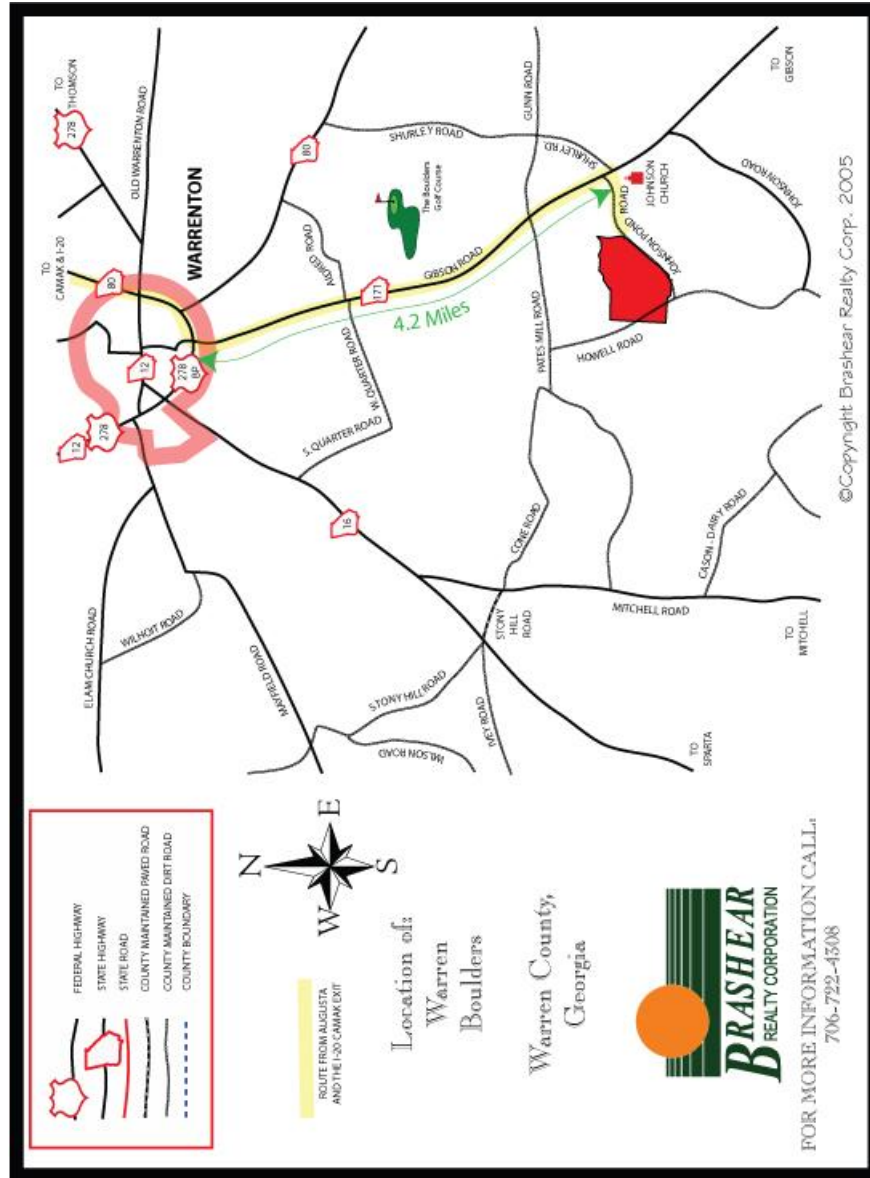 FEDERAL HIGHWAY
STATE HIGHWAY
STATE ROAD
COUNTY MAINTAINED PAVED ROAD
COUNTY MAINTAINED DIRT ROAD
COUNTY BOUNDARY
N
W
E
S
ROUTE FROM AUGUSTA
AND THE I-20 CAMAK EXIT
Location of:
Warren
Boulders
Warren County,
Georgia
BRASHEAR
REALTY CORPORATION
FOR MORE INFORMATION CALL:
706-722-4308
ELAM CHURCH ROAD
WILHOIT ROAD
MAYFIELD ROAD
STONY HILL ROAD
WILSON ROAD
IVEY ROAD
TO
SPARTA
12
278
12
278
BP
16
S. QUARTER ROAD
W. QUARTER ROAD
ALDRED ROAD
CONE ROAD
STONY
HILL
ROAD
MITCHELL ROAD
CASON - DAIRY ROAD
TO
MITCHELL
TO
CAMAK & I-20
80
WARRENTON
TO
THOMSON
278
OLD WARRENTON ROAD
80
171
GIBSON ROAD
4.2 Miles
The Boulders
Golf Course
SHURLEY ROAD
GUNN ROAD
SHURLEY RD.
PATES MILL ROAD
HOWELL ROAD
JOHNSON POND
ROAD
JOHNSON
CHURCH
JOHNSON ROAD
TO
GIBSON
©Copyright Brashear Realty Corp. 2005